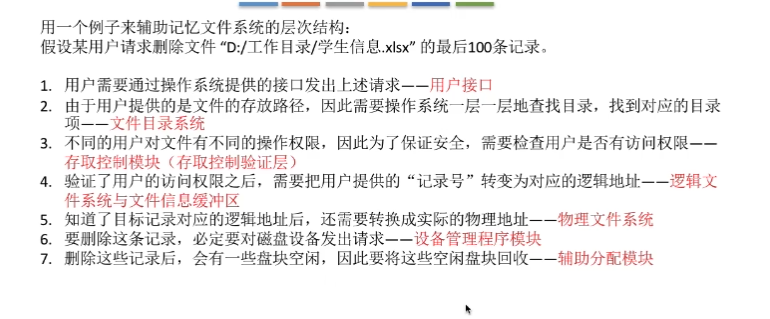 用一个例子来辅助记忆文件系统的层次结构：
假设某用户请求删除文件 “D:/工作目录/学生信息.xlsx” 的最后100条记录。
1. 用户需要通过操作系统提供的接口发出上述请求——用户接口
2. 由于用户提供的是文件的存放路径，因此需要操作系统一层一层地查找目录，找到对应的目录
项——文件目录系统
3. 不同的用户对文件有不同的操作权限，因此为了保证安全，需要检查用户是否有访问权限——
存取控制模块（存取控制验证层）
4. 验证了用户的访问权限之后，需要把用户提供的“记录号”转变为对应的逻辑地址——逻辑文
件系统与文件信息缓冲区
5. 知道了目标记录对应的逻辑地址后，还需要转换成实际的物理地址——物理文件系统
6. 要删除这条记录，必定要对磁盘设备发出请求——设备管理程序模块
7. 删除这些记录后，会有一些盘块空闲，因此要将这些空闲盘块回收——辅助分配模块